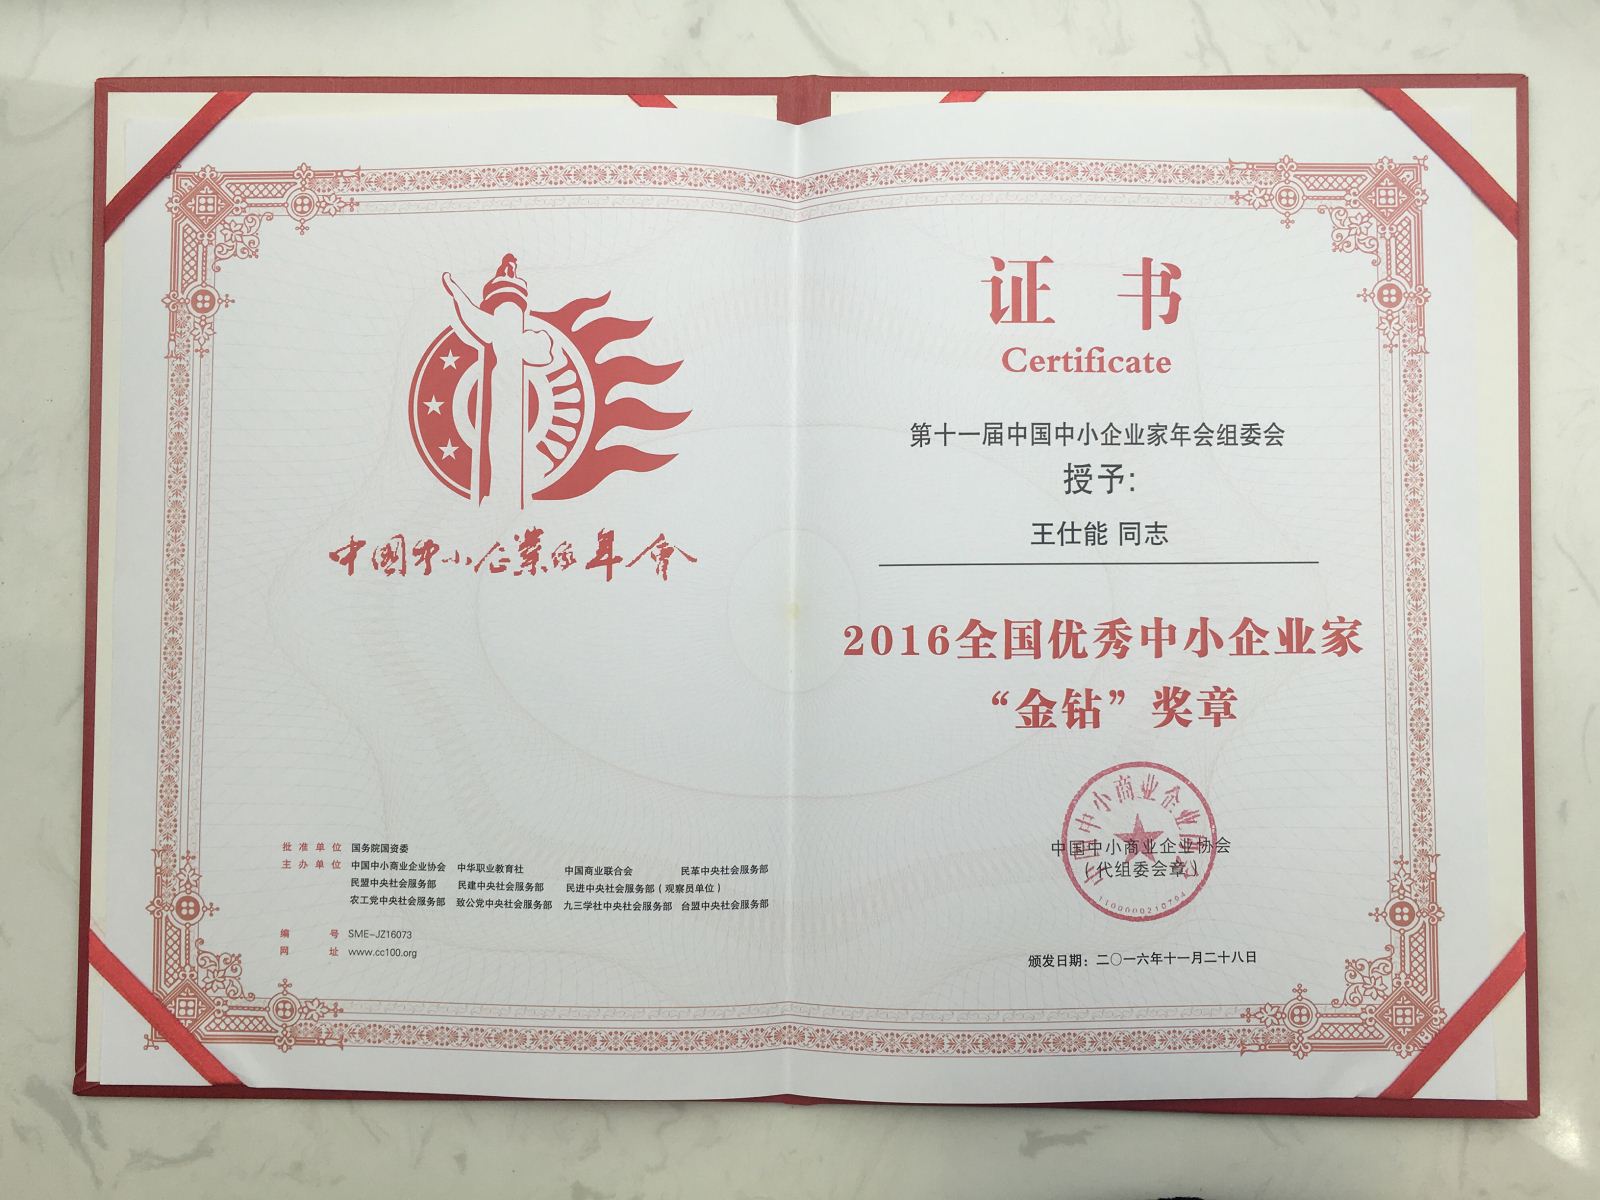 中国中小企业家年會
批准单位 国务院国资委
主办单位 中国中小商业企业协会 中华职业教育社 中国商业联合会 民革中央社会服务部
民盟中央社会服务部 民建中央社会服务部 民进中央社会服务部（观察员单位）
农工党中央社会服务部 致公党中央社会服务部 九三学社中央社会服务部 台盟中央社会服务部
编号 SME-JZ16073
网址 www.cc100.org
证书
Certificate
第十一届中国中小企业家年会组委会
授予:
王仕能 同志
2016全国优秀中小企业家
“金钻”奖章
中国中小商业企业协会
中国中小商业企业协会
（代组委会章）
1100000210794
颁发日期：二〇一六年十一月二十八日